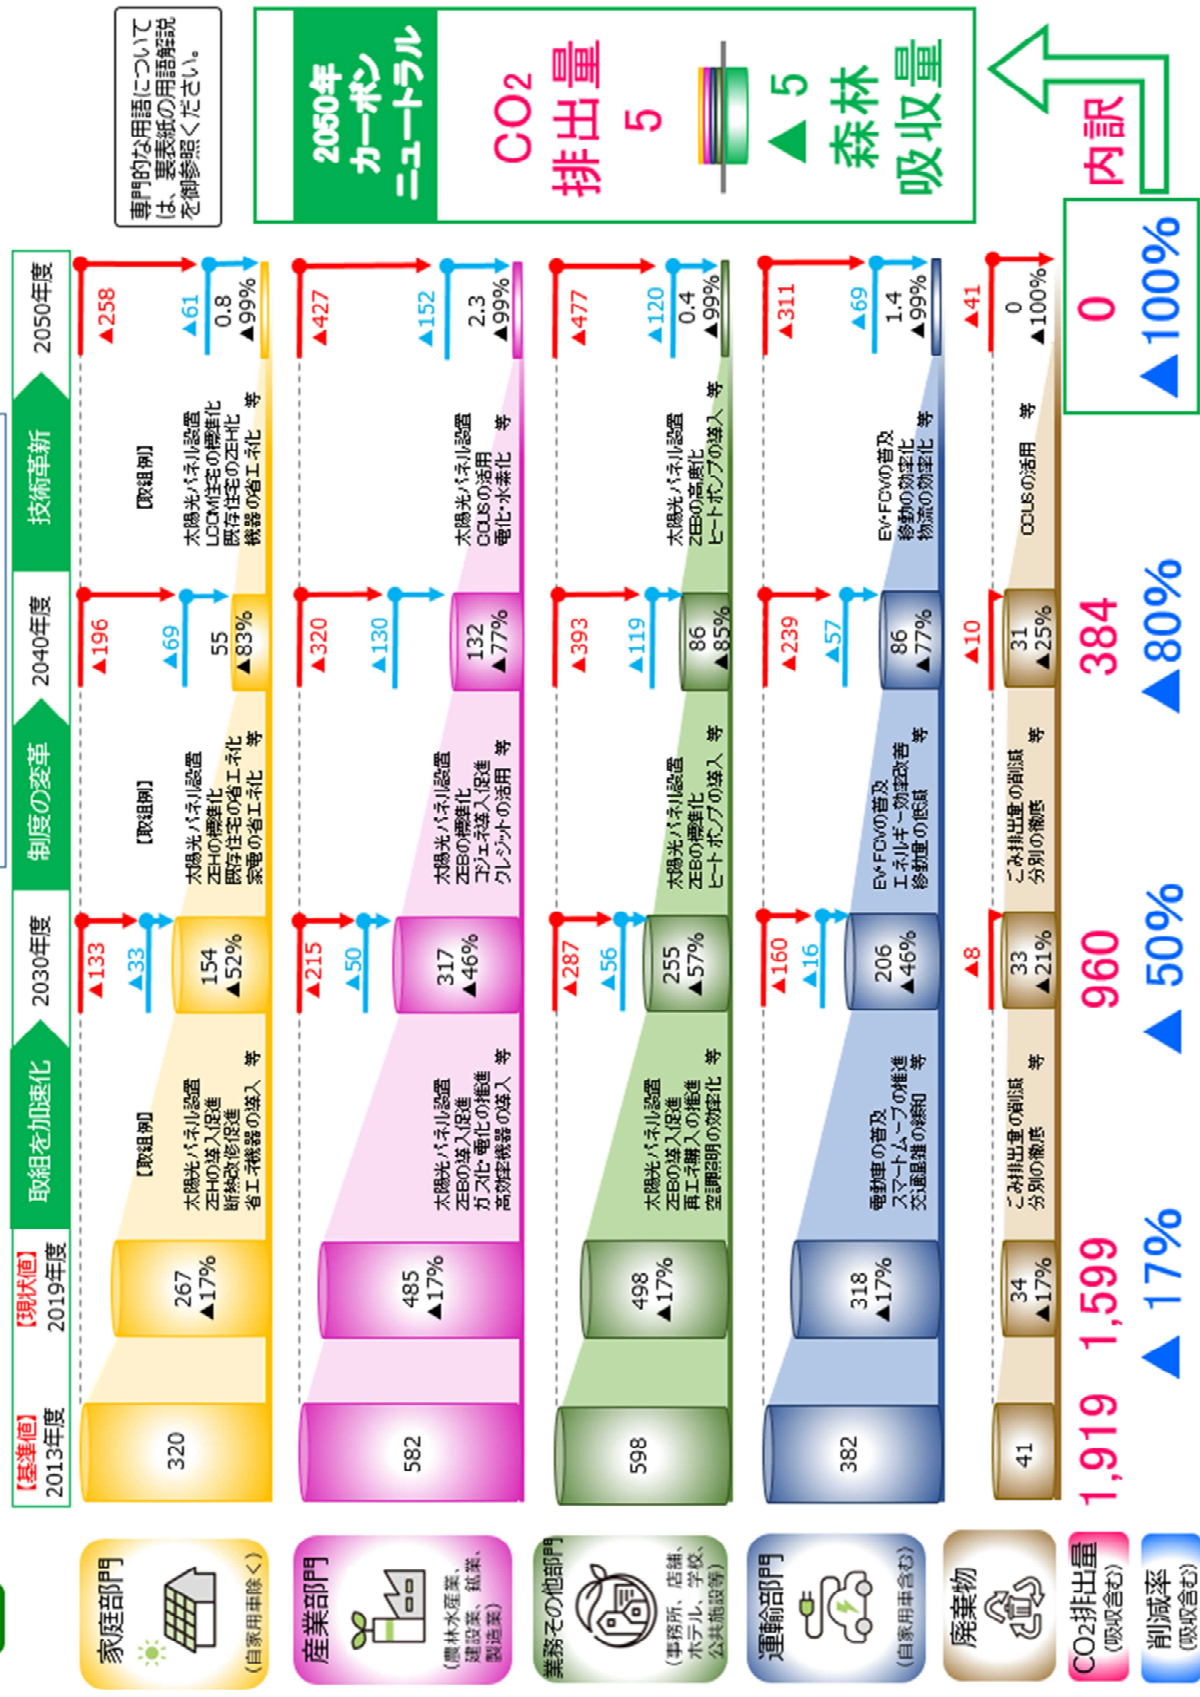 専門的な用語について
は、裏表紙の用語解説
を御参照ください。
【基準値】
2013年度
【現状値】
2019年度
取組を加速化
2030年度
制度の変革
2040年度
技術革新
2050年度
家庭部門
(自家用車除く)
320
267
▲17%
【取組例】
太陽光パネル設置
ZEHの導入促進
断熱改修促進
省エネ機器の導入 等
▲133
▲33
154
▲52%
【取組例】
太陽光パネル設置
ZEHの標準化
既存住宅の省エネ化
家電の省エネ化 等
▲196
▲69
55
▲83%
【取組例】
太陽光パネル設置
LCCM住宅の標準化
既存住宅のZEH化
機器の省エネ化 等
▲258
▲61
0.8
▲99%
産業部門
(農林水産業、
建設業、鉱業、
製造業)
582
485
▲17%
太陽光パネル設置
ZEBの導入促進
ガス化・電化の推進
高効率機器の導入 等
▲215
▲50
317
▲46%
太陽光パネル設置
ZEBの標準化
コジェネ導入促進
クレジットの活用 等
▲320
▲130
132
▲77%
太陽光パネル設置
CCUSの活用
電化・水素化 等
▲427
▲152
2.3
▲99%
業務その他部門
(事務所、店舗、
ホテル、学校、
公共施設等)
598
498
▲17%
太陽光パネル設置
ZEBの導入促進
再エネ購入の推進
空調照明の効率化 等
▲287
▲56
255
▲57%
太陽光パネル設置
ZEBの標準化
ヒートポンプの導入 等
▲393
▲119
86
▲85%
太陽光パネル設置
ZEBの高度化
ヒートポンプの導入 等
▲477
▲120
0.4
▲99%
運輸部門
(自家用車含む)
382
318
▲17%
電動車の普及
スマートムーブの推進
交通混雑の緩和 等
▲160
▲16
206
▲46%
EV・FCVの普及
エネルギー効率改善
移動量の低減 等
▲239
▲57
86
▲77%
EV・FCVの普及
移動の効率化
物流の効率化 等
▲311
▲69
1.4
▲99%
廃棄物
41
34
▲17%
ごみ排出量の削減
分別の徹底 等
▲8
33
▲21%
ごみ排出量の削減
分別の徹底 等
▲10
31
▲25%
CCUSの活用 等
▲41
0
▲100%
CO2排出量
(吸収含む)
1,919
1,599
960
384
0
削減率
(吸収含む)
▲17%
▲50%
▲80%
▲100%
内訳
2050年
カーボン
ニュートラル
CO2
排出量
5
▲5
森林
吸収量